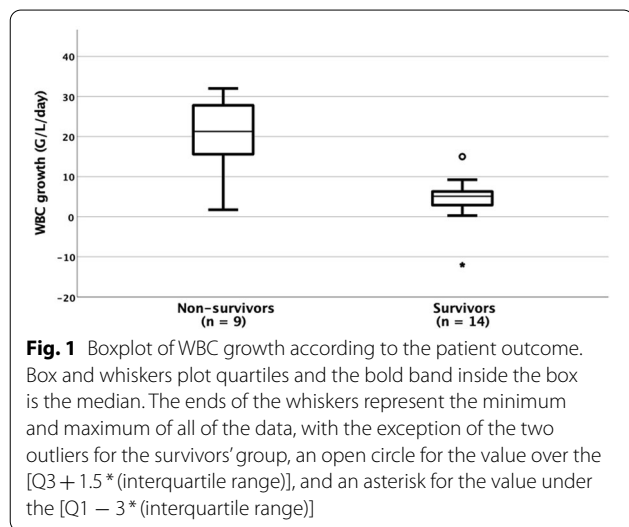 40
30
20
10
0
-10
-20
WBC growth (G/L/day)
Non-survivors
(n = 9)
Survivors
(n = 14)
*
Fig. 1 Boxplot of WBC growth according to the patient outcome.
Box and whiskers plot quartiles and the bold band inside the box
is the median. The ends of the whiskers represent the minimum
and maximum of all of the data, with the exception of the two
outliers for the survivors’ group, an open circle for the value over the
[Q3 + 1.5 * (interquartile range)], and an asterisk for the value under
the [Q1 − 3* (interquartile range)]